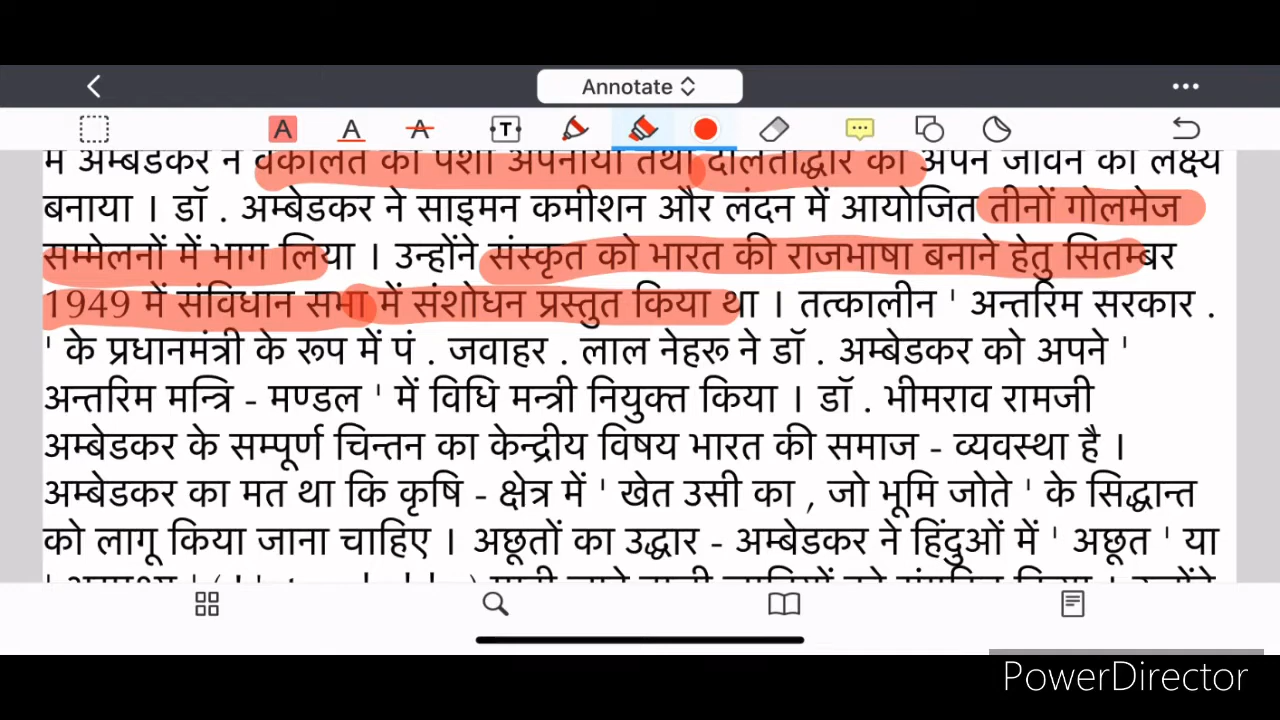 Annotate
A A A T
में अम्बेडकर ने वकालत का पेशा अपनाया तथा दलितोद्धार को अपने जीवन का लक्ष्य
बनाया । डॉ . अम्बेडकर ने साइमन कमीशन और लंदन में आयोजित तीनों गोलमेज
सम्मेलनों में भाग लिया । उन्होंने संस्कृत को भारत की राजभाषा बनाने हेतु सितम्बर
1949 में संविधान सभा में संशोधन प्रस्तुत किया था । तत्कालीन ' अन्तरिम सरकार .
' के प्रधानमंत्री के रूप में पं . जवाहर . लाल नेहरू ने डॉ . अम्बेडकर को अपने '
अन्तरिम मन्त्रि - मण्डल ' में विधि मन्त्री नियुक्त किया । डॉ . भीमराव रामजी
अम्बेडकर के सम्पूर्ण चिन्तन का केन्द्रीय विषय भारत की समाज - व्यवस्था है ।
अम्बेडकर का मत था कि कृषि - क्षेत्र में ' खेत उसी का , जो भूमि जोते ' के सिद्धान्त
को लागू किया जाना चाहिए । अछूतों का उद्धार - अम्बेडकर ने हिंदुओं में ' अछूत ' या
PowerDirector